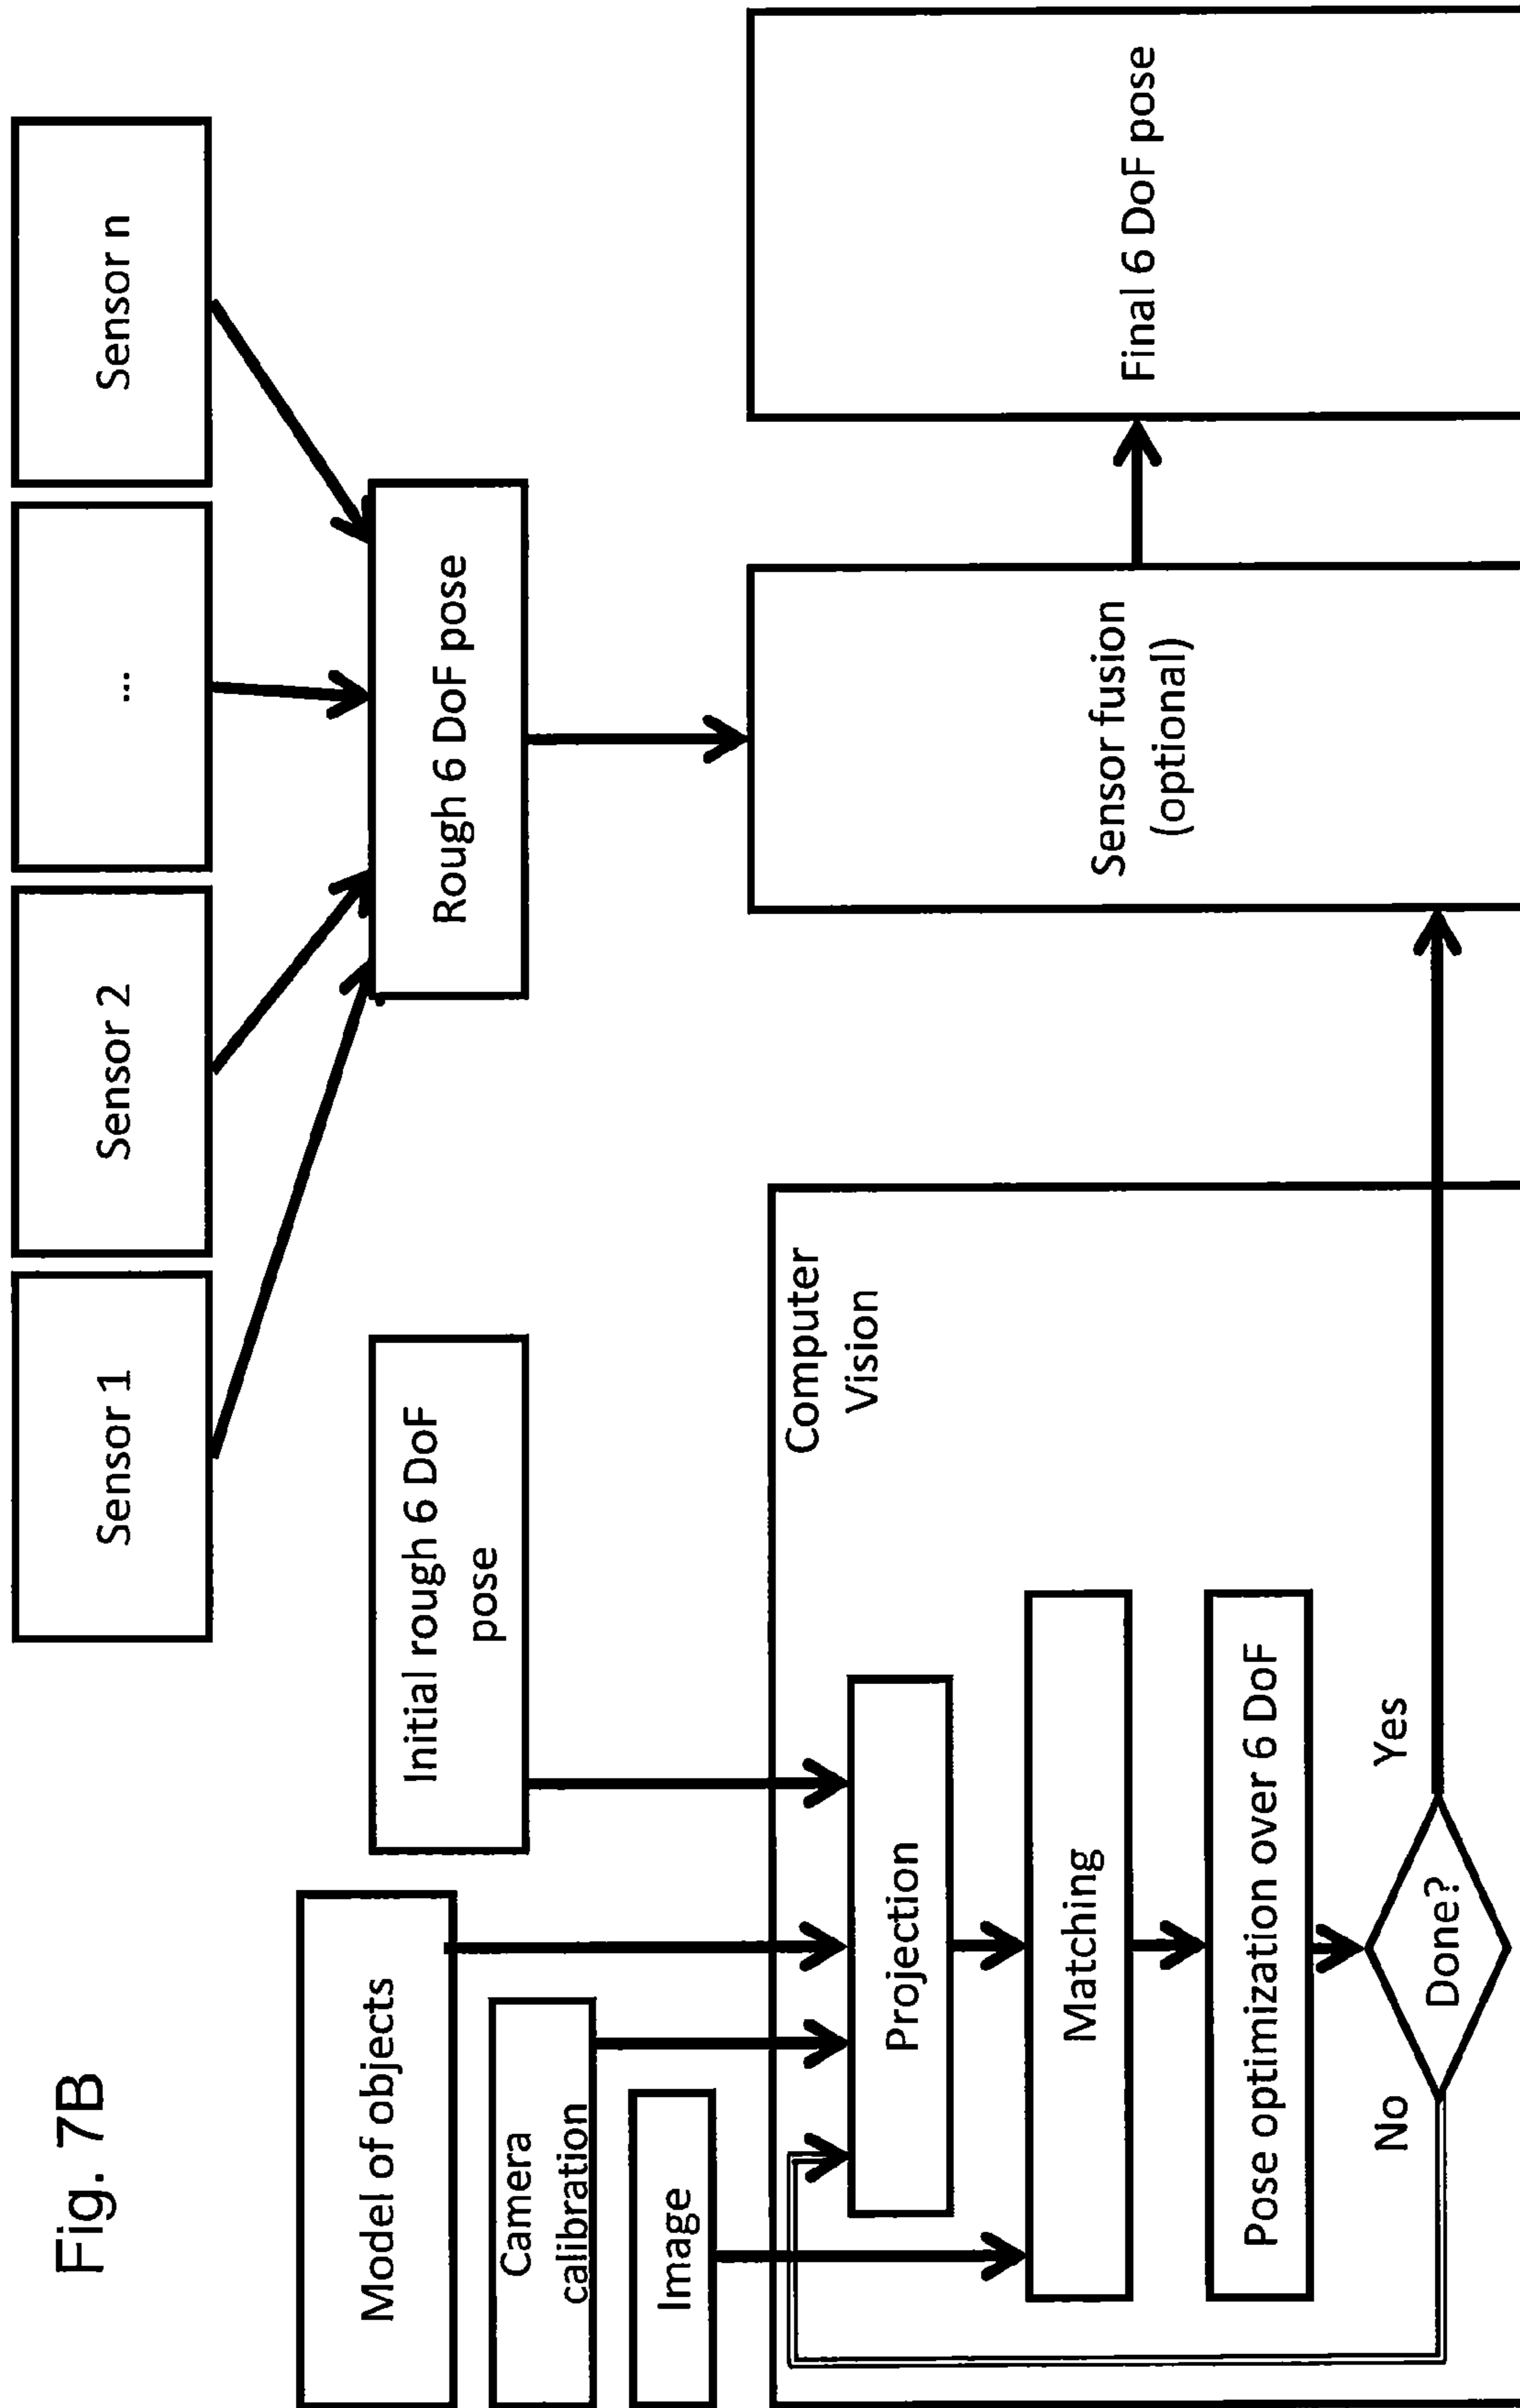 Fig. 7B
Sensor 1
Sensor 2
...
Sensor n
Model of objects
Initial rough 6 DoF
pose
Rough 6 DoF pose
Camera
calibration
Image
Computer
Vision
Projection
Matching
Pose optimization over 6 DoF
No
Done?
Yes
Sensor fusion
(optional)
Final 6 DoF pose